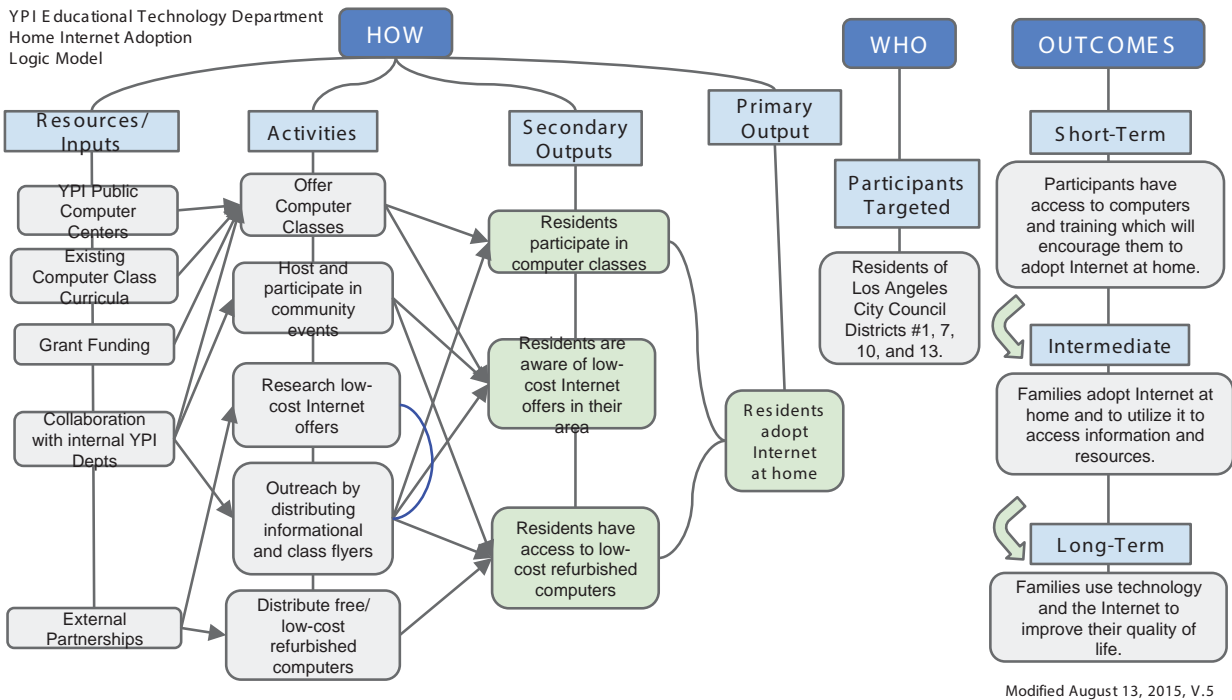 YPI Educational Technology Department
Home Internet Adoption
Logic Model
HOW
Resources/
Inputs
YPI Public
Computer
Centers
Existing
Computer Class
Curricula
Grant Funding
Collaboration
with internal YPI
Depts
External
Partnerships
Activities
Offer
Computer
Classes
Host and
participate in
community
events
Research low-
cost Internet
offers
Outreach by
distributing
informational
and class flyers
Distribute free/
low-cost
refurbished
computers
Secondary
Outputs
Residents
participate in
computer classes
Residents are
aware of low-
cost Internet
offers in their
area
Residents have
access to low-
cost refurbished
computers
Primary
Output
Residents
adopt
Internet
at home
WHO
Participants
Targeted
Residents of
Los Angeles
City Council
Districts #1, 7,
10, and 13.
OUTCOMES
Short-Term
Participants have
access to computers
and training which will
encourage them to
adopt Internet at home.
Intermediate
Families adopt Internet at
home and to utilize it to
access information and
resources.
Long-Term
Families use technology
and the Internet to
improve their quality of
life.
Modified August 13, 2015, V.5